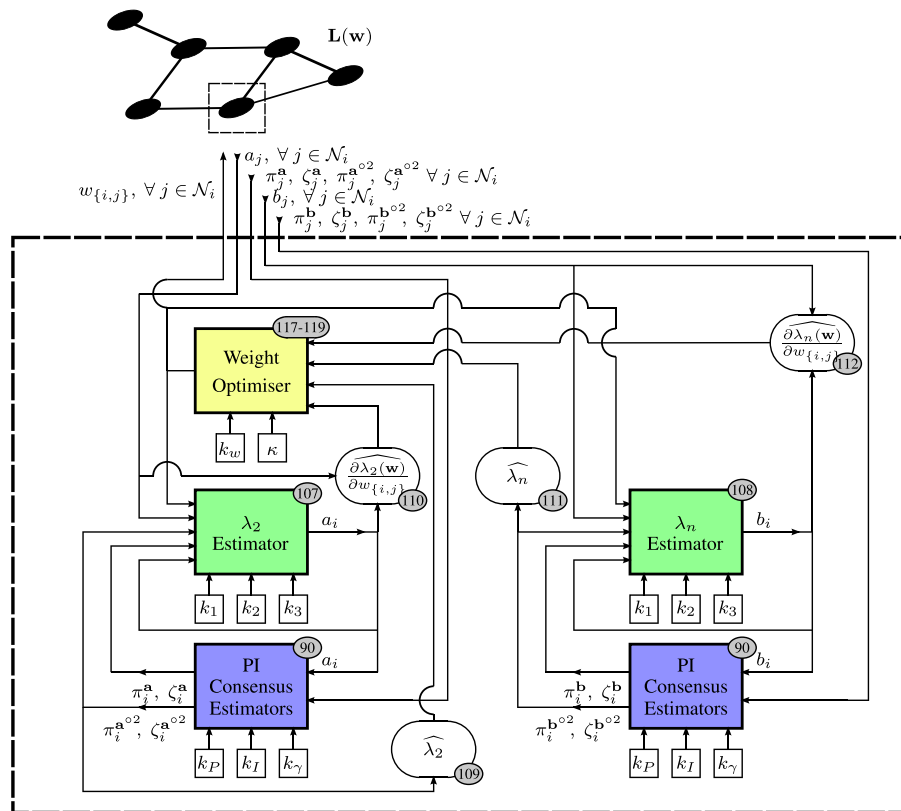 L(w)
w_{i,j}, ∀ j ∈ 𝒩_i
a_j, ∀ j ∈ 𝒩_i
π_j^a, ζ_j^a, π_j^{a°2}, ζ_j^{a°2} ∀ j ∈ 𝒩_i
b_j, ∀ j ∈ 𝒩_i
π_j^b, ζ_j^b, π_j^{b°2}, ζ_j^{b°2} ∀ j ∈ 𝒩_i
117-119
Weight
Optimiser
k_w
κ
∂λ_n(w)
∂w_{i,j}
112
∂λ_2(w)
∂w_{i,j}
110
λ_n
111
107
λ_2
Estimator
a_i
k_1
k_2
k_3
108
λ_n
Estimator
b_i
k_1
k_2
k_3
90
PI
Consensus
Estimators
a_i
π_i^a, ζ_i^a
π_i^{a°2}, ζ_i^{a°2}
k_P
k_I
k_γ
λ_2
109
90
PI
Consensus
Estimators
b_i
π_i^b, ζ_i^b
π_i^{b°2}, ζ_i^{b°2}
k_P
k_I
k_γ